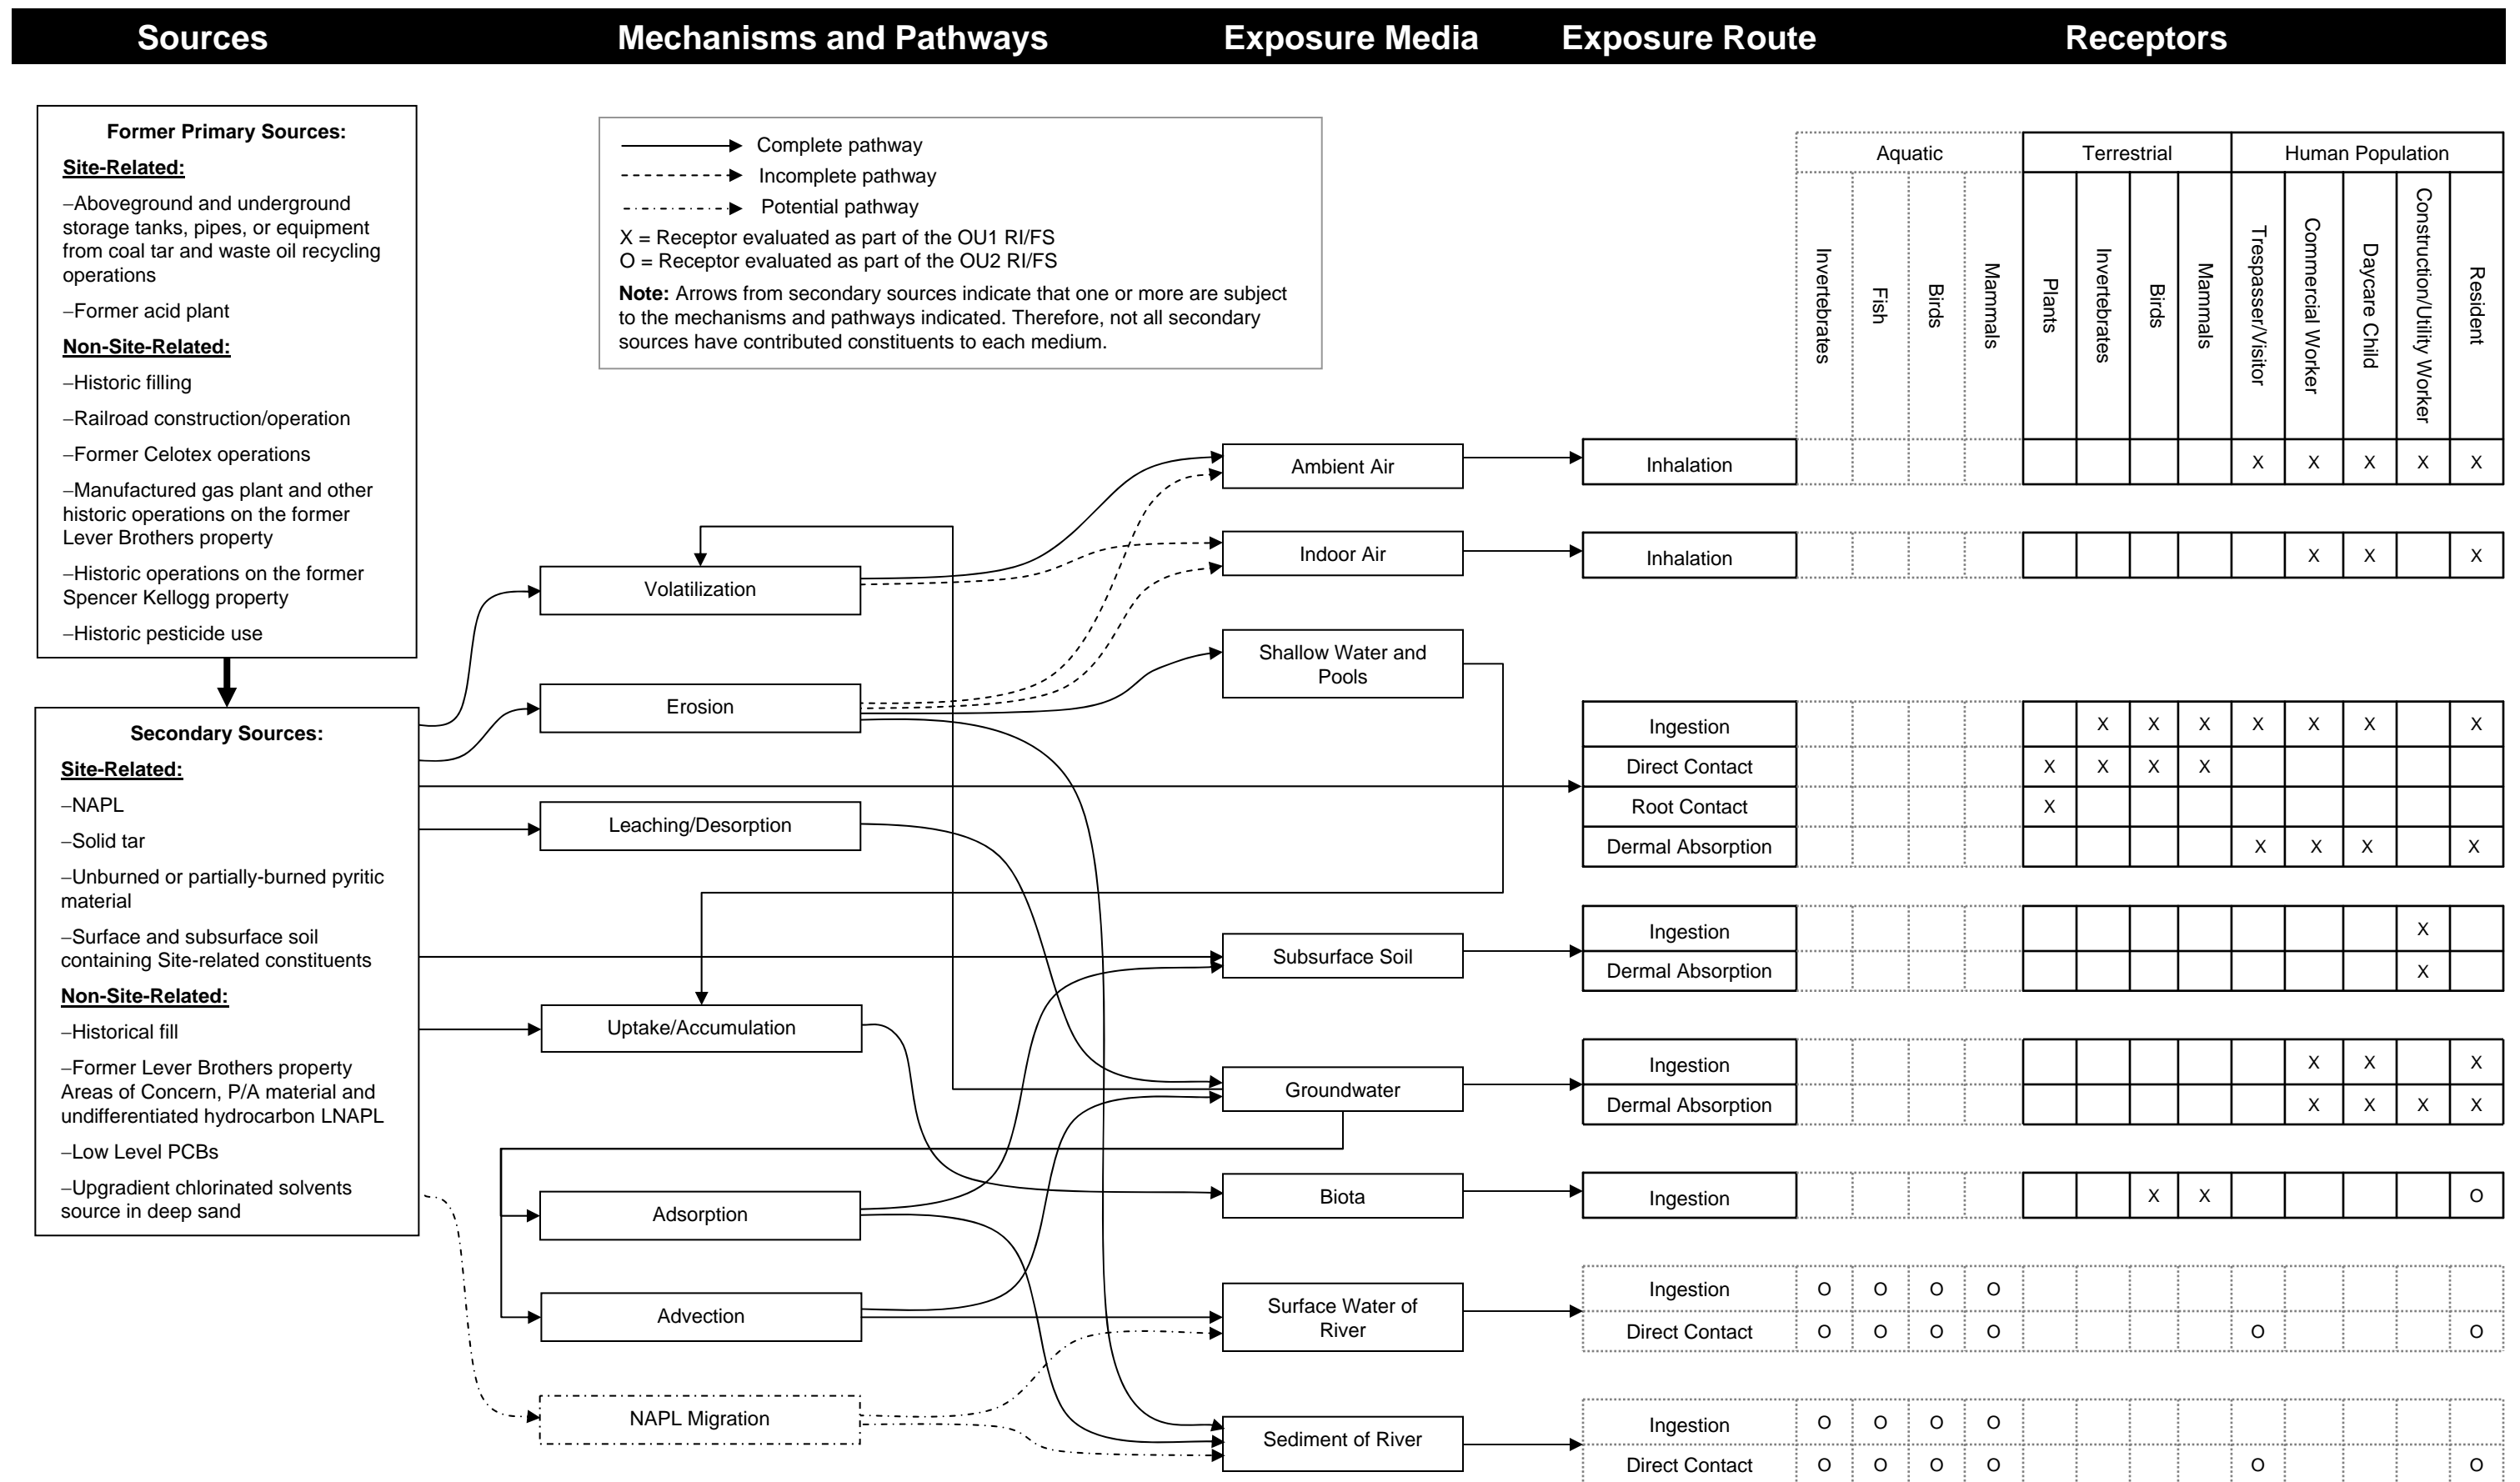 Sources Mechanisms and Pathways Exposure Media Exposure Route Receptors
Former Primary Sources:
Site-Related:
–Aboveground and underground
storage tanks, pipes, or equipment
from coal tar and waste oil recycling
operations
–Former acid plant
Non-Site-Related:
–Historic filling
–Railroad construction/operation
–Former Celotex operations
–Manufactured gas plant and other
historic operations on the former
Lever Brothers property
–Historic operations on the former
Spencer Kellogg property
–Historic pesticide use
Secondary Sources:
Site-Related:
–NAPL
–Solid tar
–Unburned or partially-burned pyritic
material
–Surface and subsurface soil
containing Site-related constituents
Non-Site-Related:
–Historical fill
–Former Lever Brothers property
Areas of Concern, P/A material and
undifferentiated hydrocarbon LNAPL
–Low Level PCBs
–Upgradient chlorinated solvents
source in deep sand
Complete pathway
Incomplete pathway
Potential pathway
X = Receptor evaluated as part of the OU1 RI/FS
O = Receptor evaluated as part of the OU2 RI/FS
Note: Arrows from secondary sources indicate that one or more are subject
to the mechanisms and pathways indicated. Therefore, not all secondary
sources have contributed constituents to each medium.
Volatilization
Erosion
Leaching/Desorption
Uptake/Accumulation
Adsorption
Advection
NAPL Migration
Ambient Air
Indoor Air
Shallow Water and
Pools
Subsurface Soil
Groundwater
Biota
Surface Water of
River
Sediment of River
Aquatic Terrestrial Human Population
Invertebrates
Fish
Birds
Mammals
Plants
Invertebrates
Birds
Mammals
Trespasser/Visitor
Commercial Worker
Daycare Child
Construction/Utility Worker
Resident
Inhalation X X X X X
Inhalation X X X
Ingestion X X X X X X X
Direct Contact X X X X
Root Contact X
Dermal Absorption X X X X
Ingestion X
Dermal Absorption X
Ingestion X X X
Dermal Absorption X X X X
Ingestion X X O
Ingestion O O O O
Direct Contact O O O O O O
Ingestion O O O O
Direct Contact O O O O O O